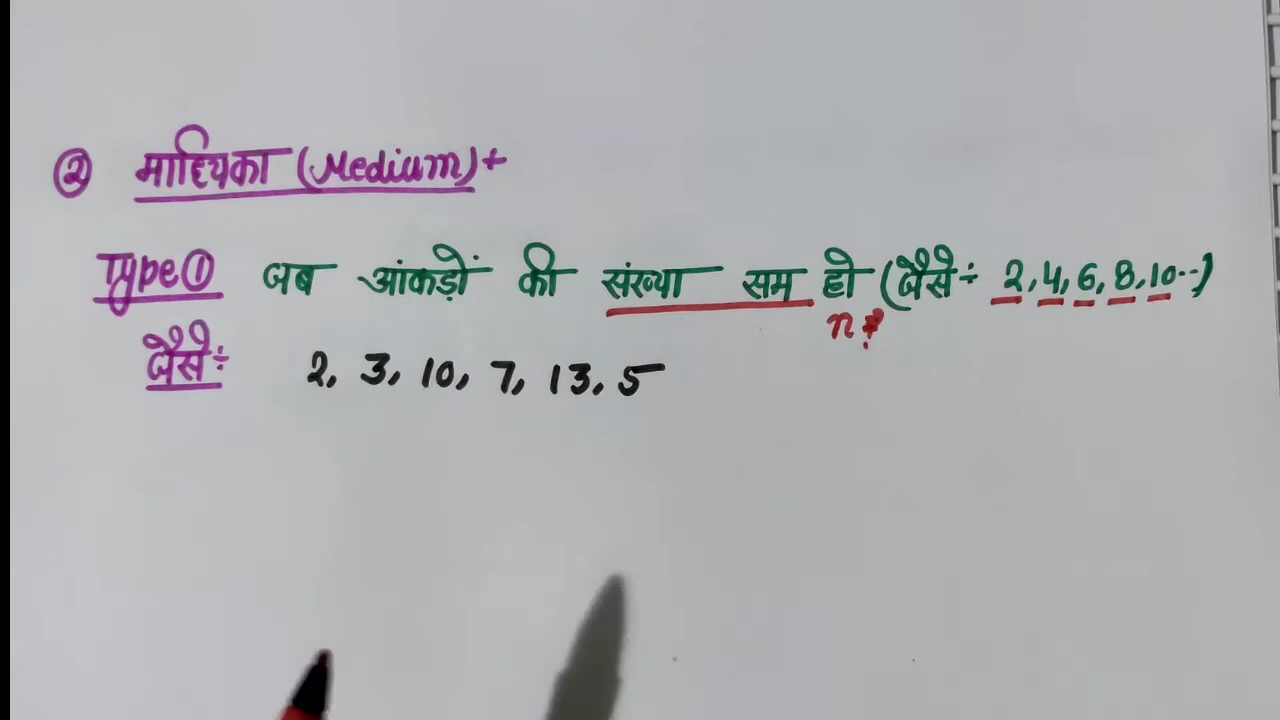 ② माध्यिका (Medium) ÷
Type① जब आंकड़ों की संख्या सम हो (जैसे÷ 2, 4, 6, 8, 10..)
n
जैसे÷ 2, 3, 10, 7, 13, 5